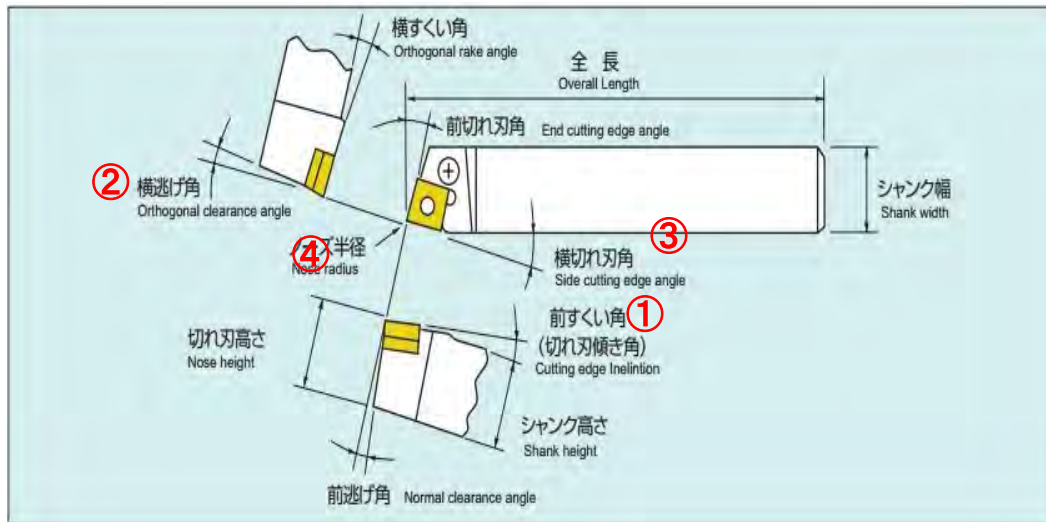 横すくい角
Orthogonal rake angle
全 長
Overall Length
前切れ刃角 End cutting edge angle
② 横逃げ角
Orthogonal clearance angle
シャンク幅
Shank width
④
ノーズ半径
Nose radius
③
横切れ刃角
Side cutting edge angle
前すくい角 ①
(切れ刃傾き角)
Cutting edge Inelintion
切れ刃高さ
Nose height
シャンク高さ
Shank height
前逃げ角 Normal clearance angle